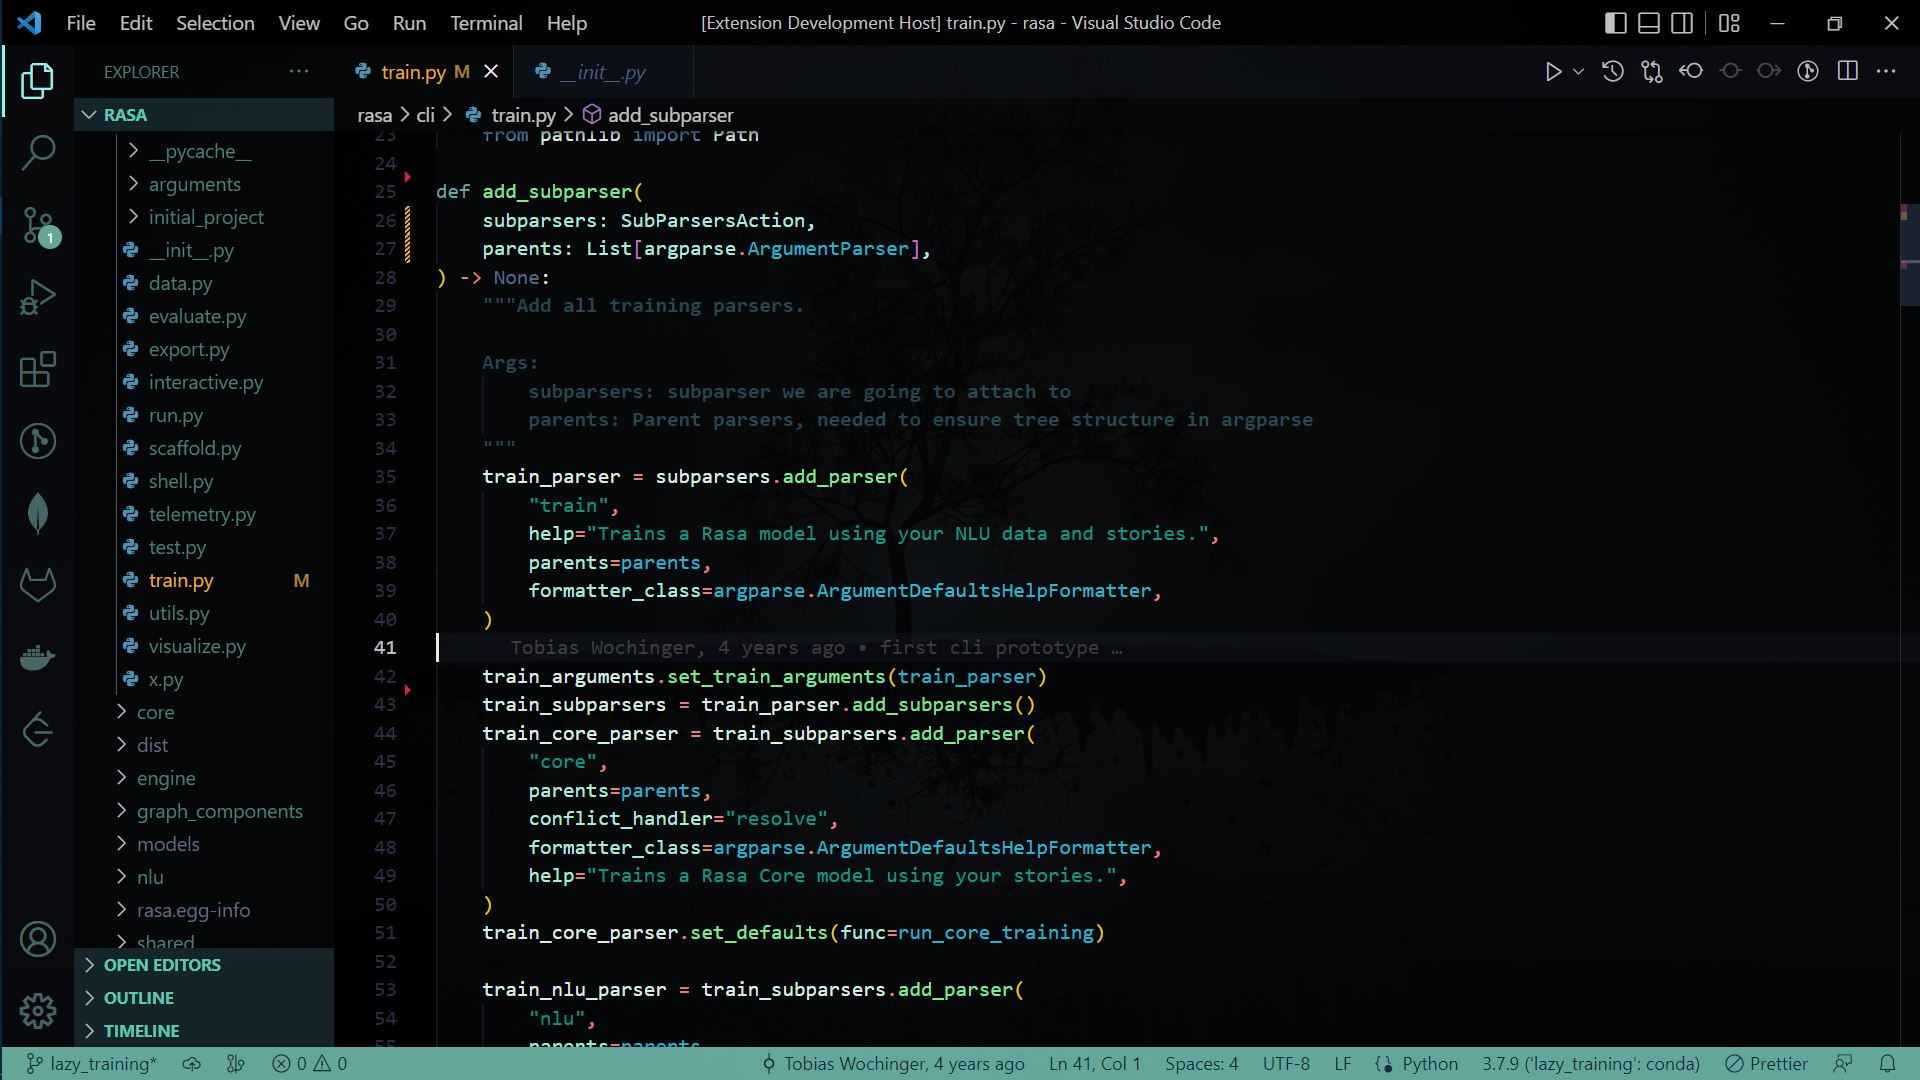 File Edit Selection View Go Run Terminal Help
[Extension Development Host] train.py - rasa - Visual Studio Code
EXPLORER
RASA
__pycache__
arguments
initial_project
__init__.py
data.py
evaluate.py
export.py
interactive.py
run.py
scaffold.py
shell.py
telemetry.py
test.py
train.py M
utils.py
visualize.py
x.py
core
dist
engine
graph_components
models
nlu
rasa.egg-info
shared
OPEN EDITORS
OUTLINE
TIMELINE
1
train.py M
__init__.py
rasa > cli > train.py > add_subparser
23 from pathlib import Path
24
25 def add_subparser(
26 subparsers: SubParsersAction,
27 parents: List[argparse.ArgumentParser],
28 ) -> None:
29 """Add all training parsers.
30
31 Args:
32 subparsers: subparser we are going to attach to
33 parents: Parent parsers, needed to ensure tree structure in argparse
34 """
35 train_parser = subparsers.add_parser(
36 "train",
37 help="Trains a Rasa model using your NLU data and stories.",
38 parents=parents,
39 formatter_class=argparse.ArgumentDefaultsHelpFormatter,
40 )
41 Tobias Wochinger, 4 years ago • first cli prototype …
42 train_arguments.set_train_arguments(train_parser)
43 train_subparsers = train_parser.add_subparsers()
44 train_core_parser = train_subparsers.add_parser(
45 "core",
46 parents=parents,
47 conflict_handler="resolve",
48 formatter_class=argparse.ArgumentDefaultsHelpFormatter,
49 help="Trains a Rasa Core model using your stories.",
50 )
51 train_core_parser.set_defaults(func=run_core_training)
52
53 train_nlu_parser = train_subparsers.add_parser(
54 "nlu",
55 parents=parents
lazy_training* 0 0 Tobias Wochinger, 4 years ago Ln 41, Col 1 Spaces: 4 UTF-8 LF Python 3.7.9 ('lazy_training': conda) Prettier